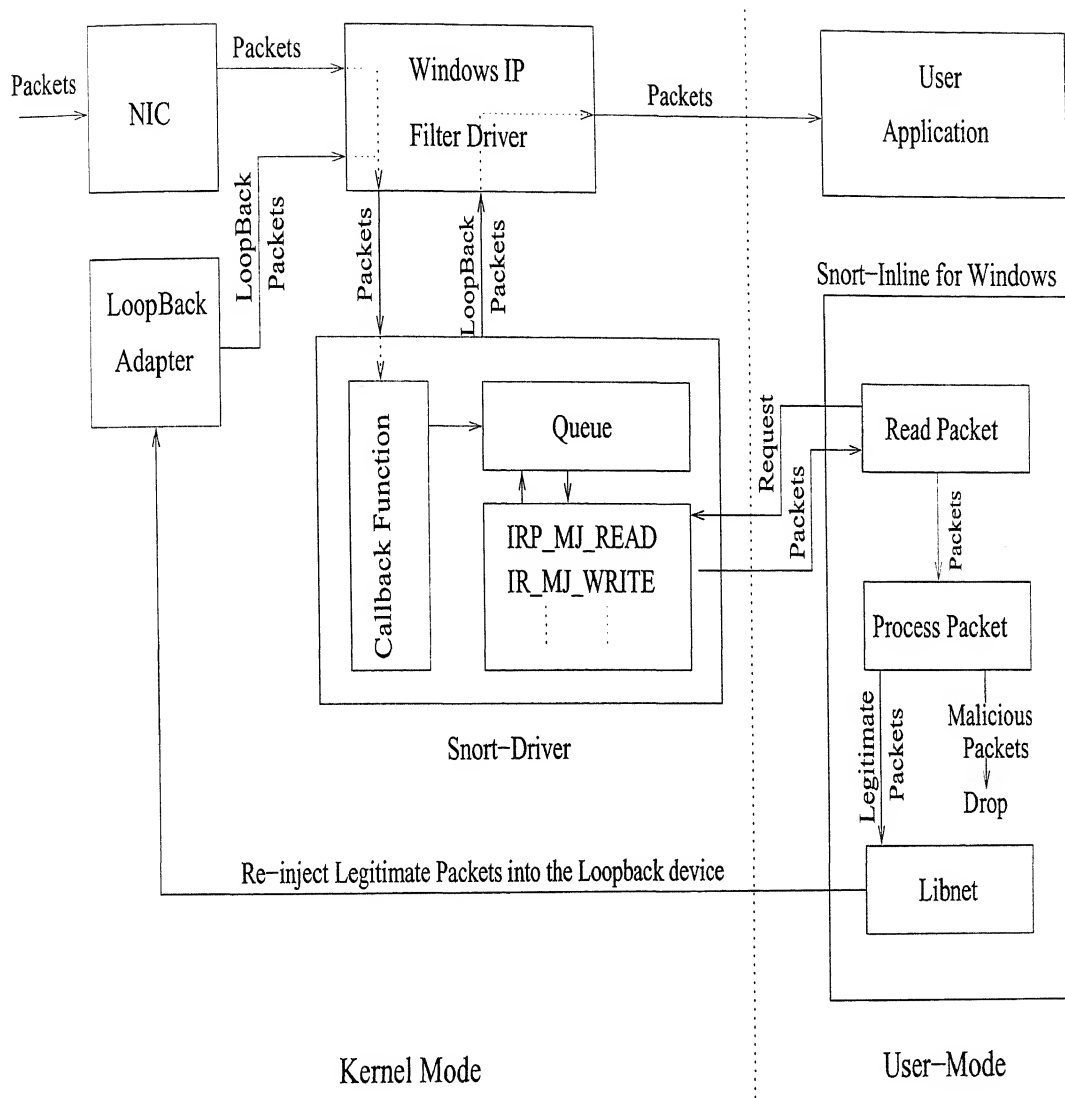 Packets
NIC
Packets
Windows IP
Filter Driver
Packets
User
Application
LoopBack
Packets
Packets
LoopBack
Packets
LoopBack
Adapter
Snort-Inline for Windows
Callback Function
Queue
IRP_MJ_READ
IR_MJ_WRITE
Snort-Driver
Request
Packets
Read Packet
Packets
Process Packet
Legitimate
Packets
Malicious
Packets
Drop
Re-inject Legitimate Packets into the Loopback device
Libnet
Kernel Mode
User-Mode